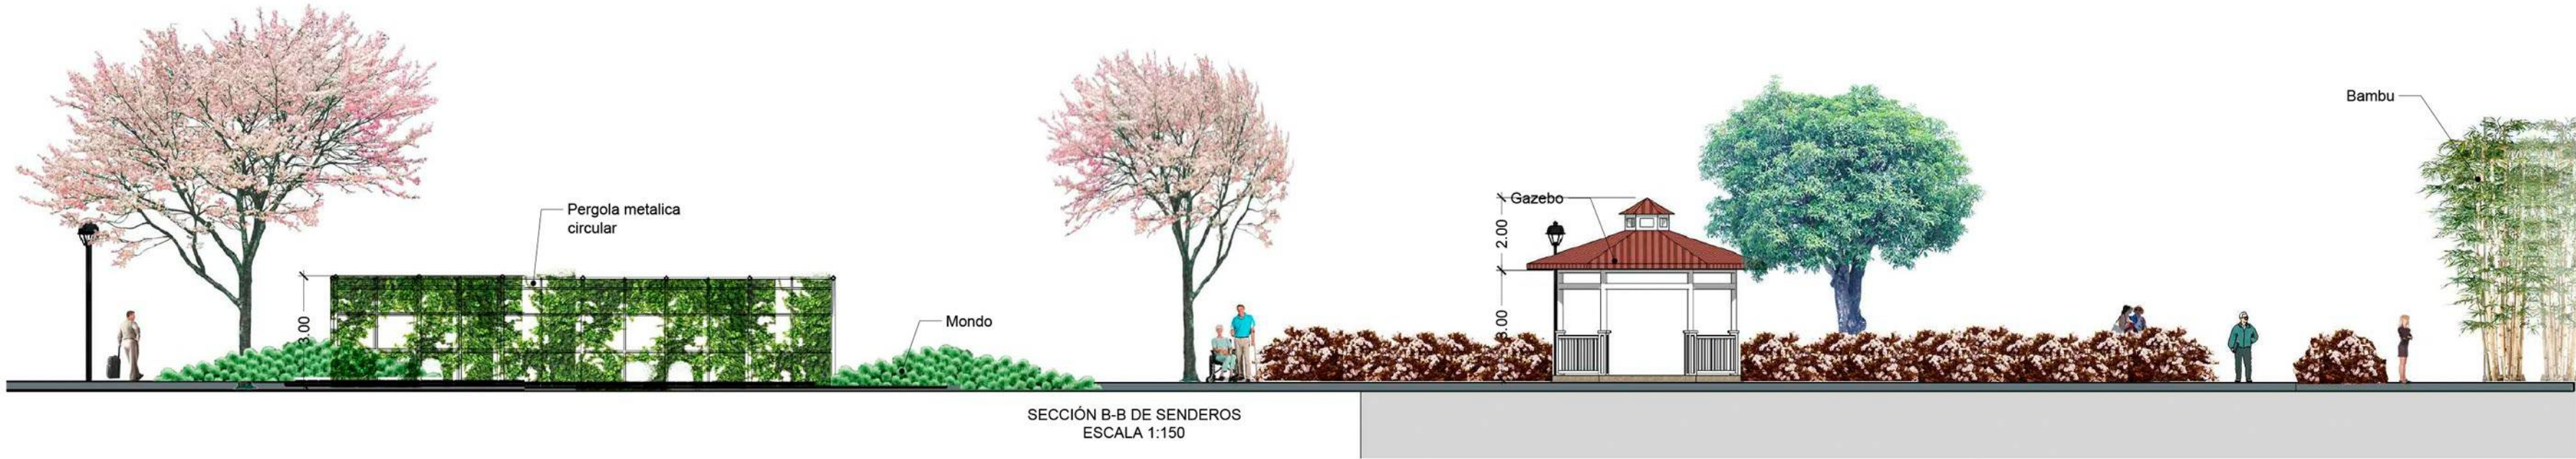 Bambu
Pergola metalica
circular
Gazebo
2.00
3.00
3.00
Mondo
SECCIÓN B-B DE SENDEROS
ESCALA 1:150